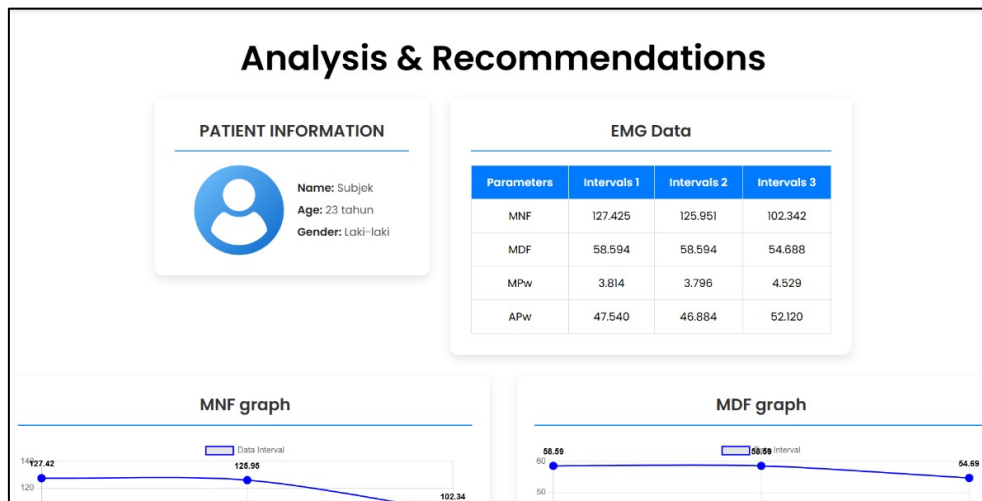 Analysis & Recommendations
PATIENT INFORMATION
Name: Subjek
Age: 23 tahun
Gender: Laki-laki
EMG Data
Parameters Intervals 1 Intervals 2 Intervals 3
MNF 127.425 125.951 102.342
MDF 58.594 58.594 54.688
MPw 3.814 3.796 4.529
APw 47.540 46.884 52.120
MNF graph
Data Interval
140
127.42
125.95
102.34
120
MDF graph
Data Interval
58.59
58.59
54.69
60
50